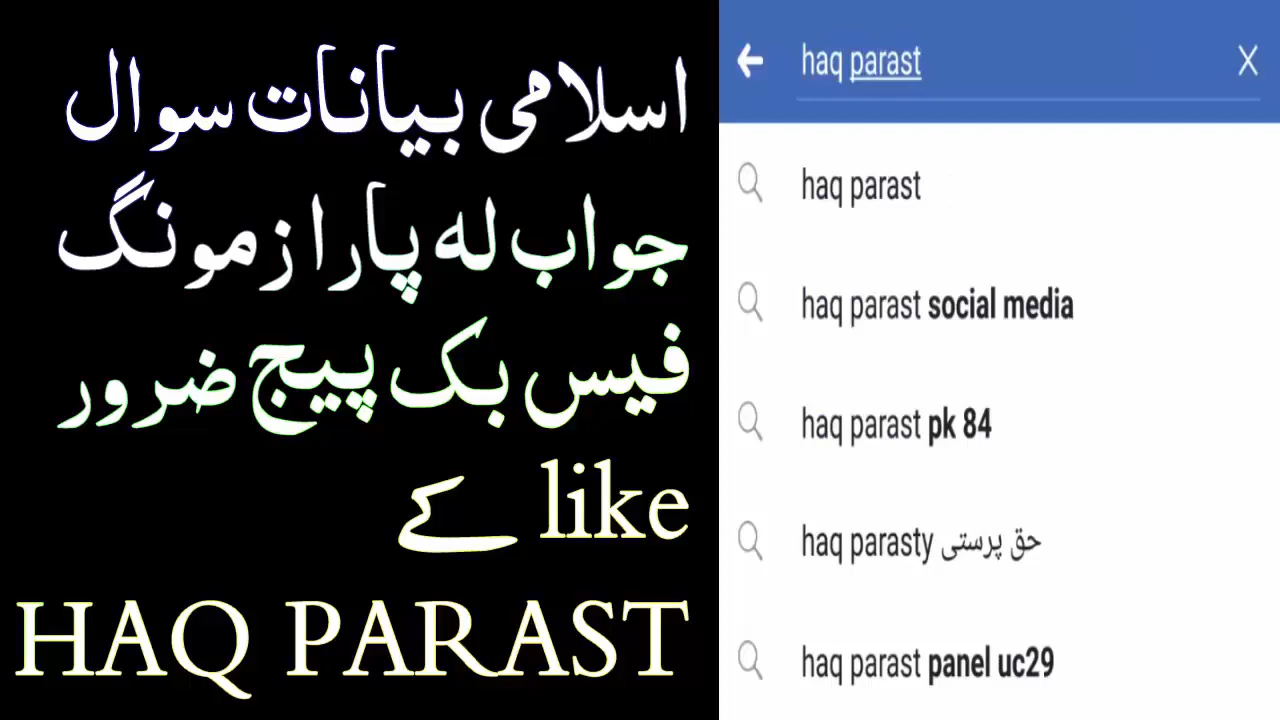 اسلامی بیانات سوال
جواب لہ پارا زمونگ
فیس بک پیج ضرور
like کے
HAQ PARAST
haq parast
X
haq parast
haq parast social media
haq parast pk 84
haq parasty حق پرستی
haq parast panel uc29